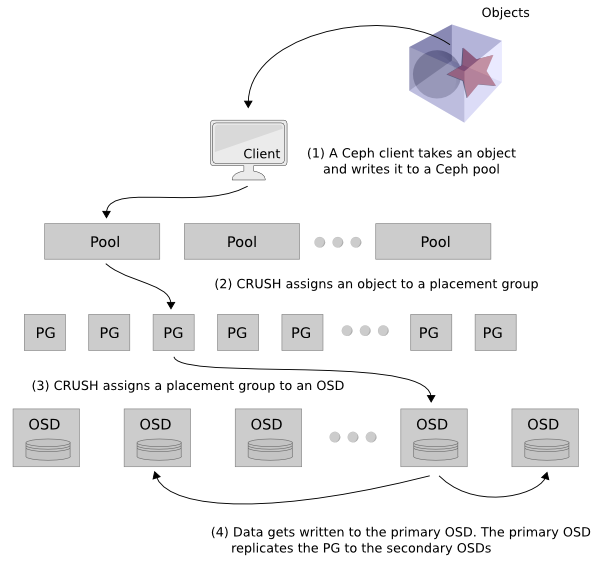 Objects
Client
(1) A Ceph client takes an object
and writes it to a Ceph pool
Pool Pool Pool
(2) CRUSH assigns an object to a placement group
PG PG PG PG PG PG PG
(3) CRUSH assigns a placement group to an OSD
OSD OSD OSD OSD OSD
(4) Data gets written to the primary OSD. The primary OSD
replicates the PG to the secondary OSDs